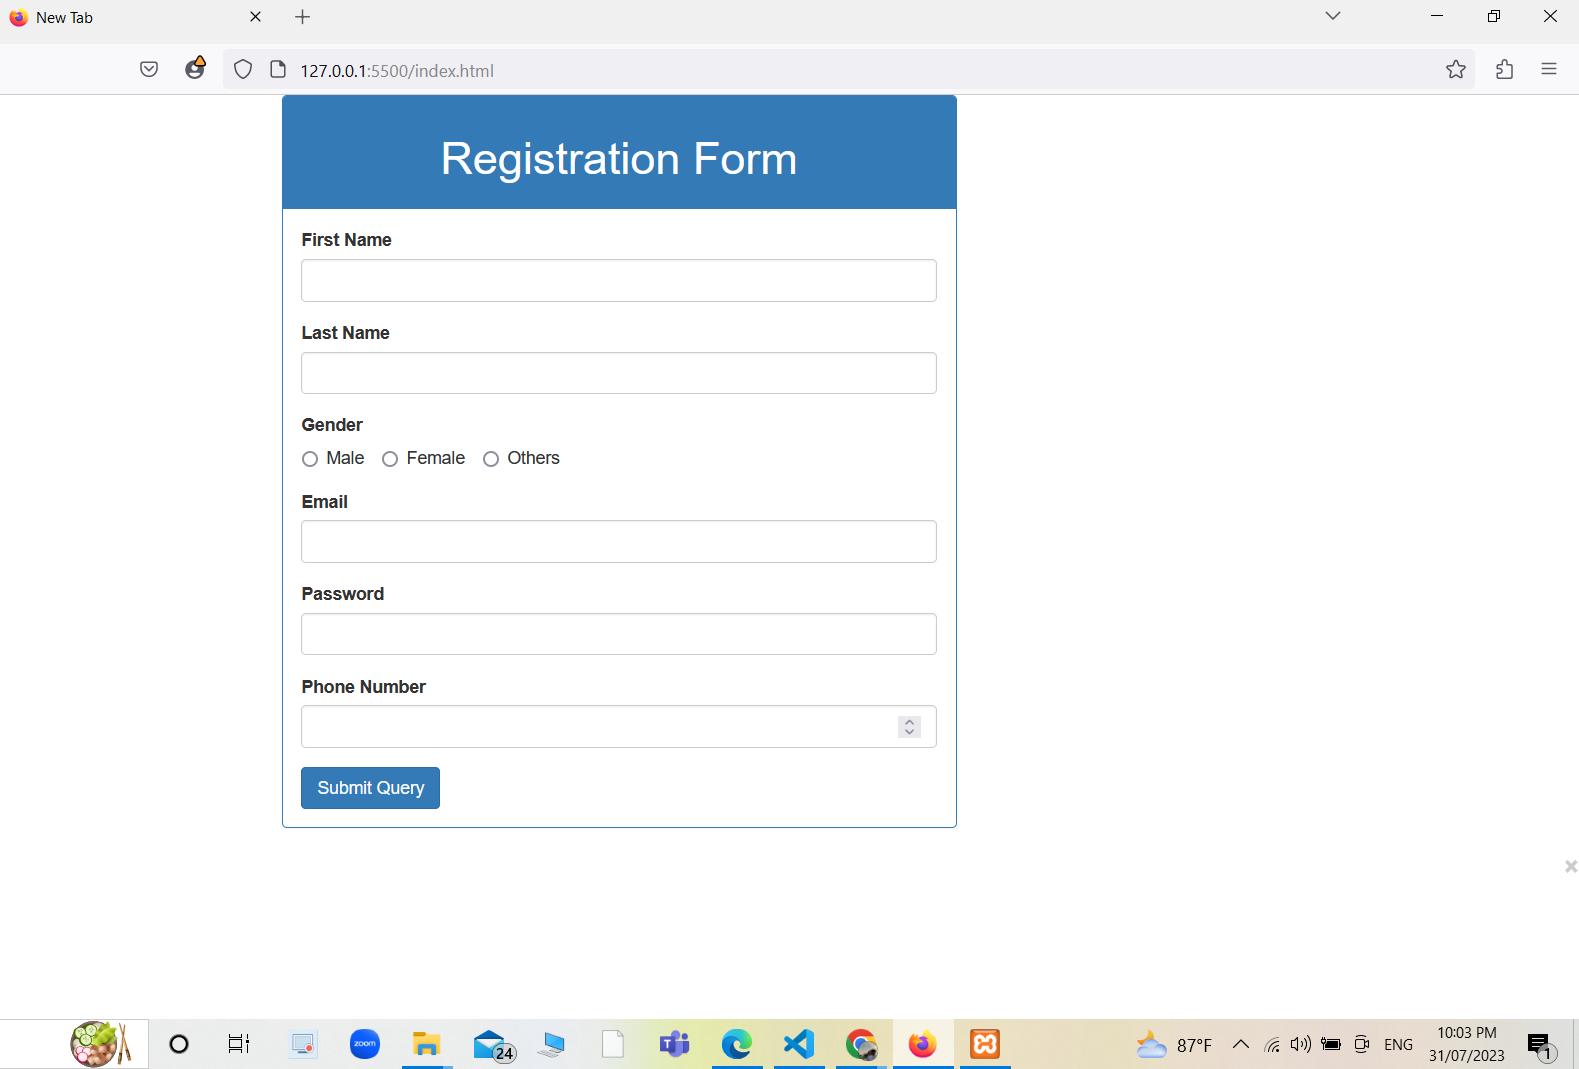 New Tab
127.0.0.1:5500/index.html
Registration Form
First Name
Last Name
Gender
Male Female Others
Email
Password
Phone Number
Submit Query
zoom
24
T
87°F
ENG
10:03 PM
31/07/2023
1